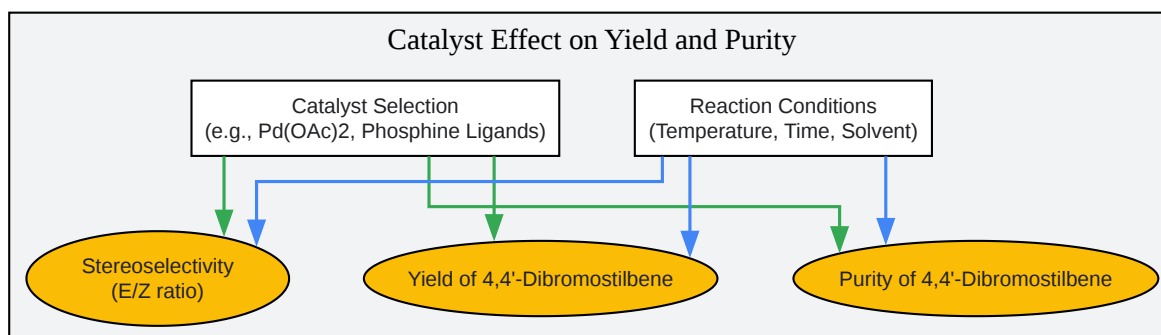 Catalyst Effect on Yield and Purity
Catalyst Selection
(e.g., Pd(OAc)2, Phosphine Ligands)
Reaction Conditions
(Temperature, Time, Solvent)
Stereoselectivity
(E/Z ratio)
Yield of 4,4'-Dibromostilbene
Purity of 4,4'-Dibromostilbene